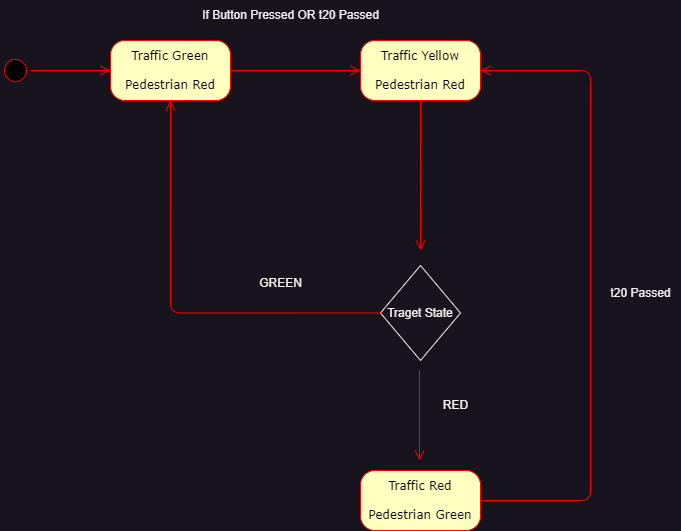 If Button Pressed OR t20 Passed
Traffic Green
Pedestrian Red
Traffic Yellow
Pedestrian Red
GREEN
Traget State
t20 Passed
RED
Traffic Red
Pedestrian Green